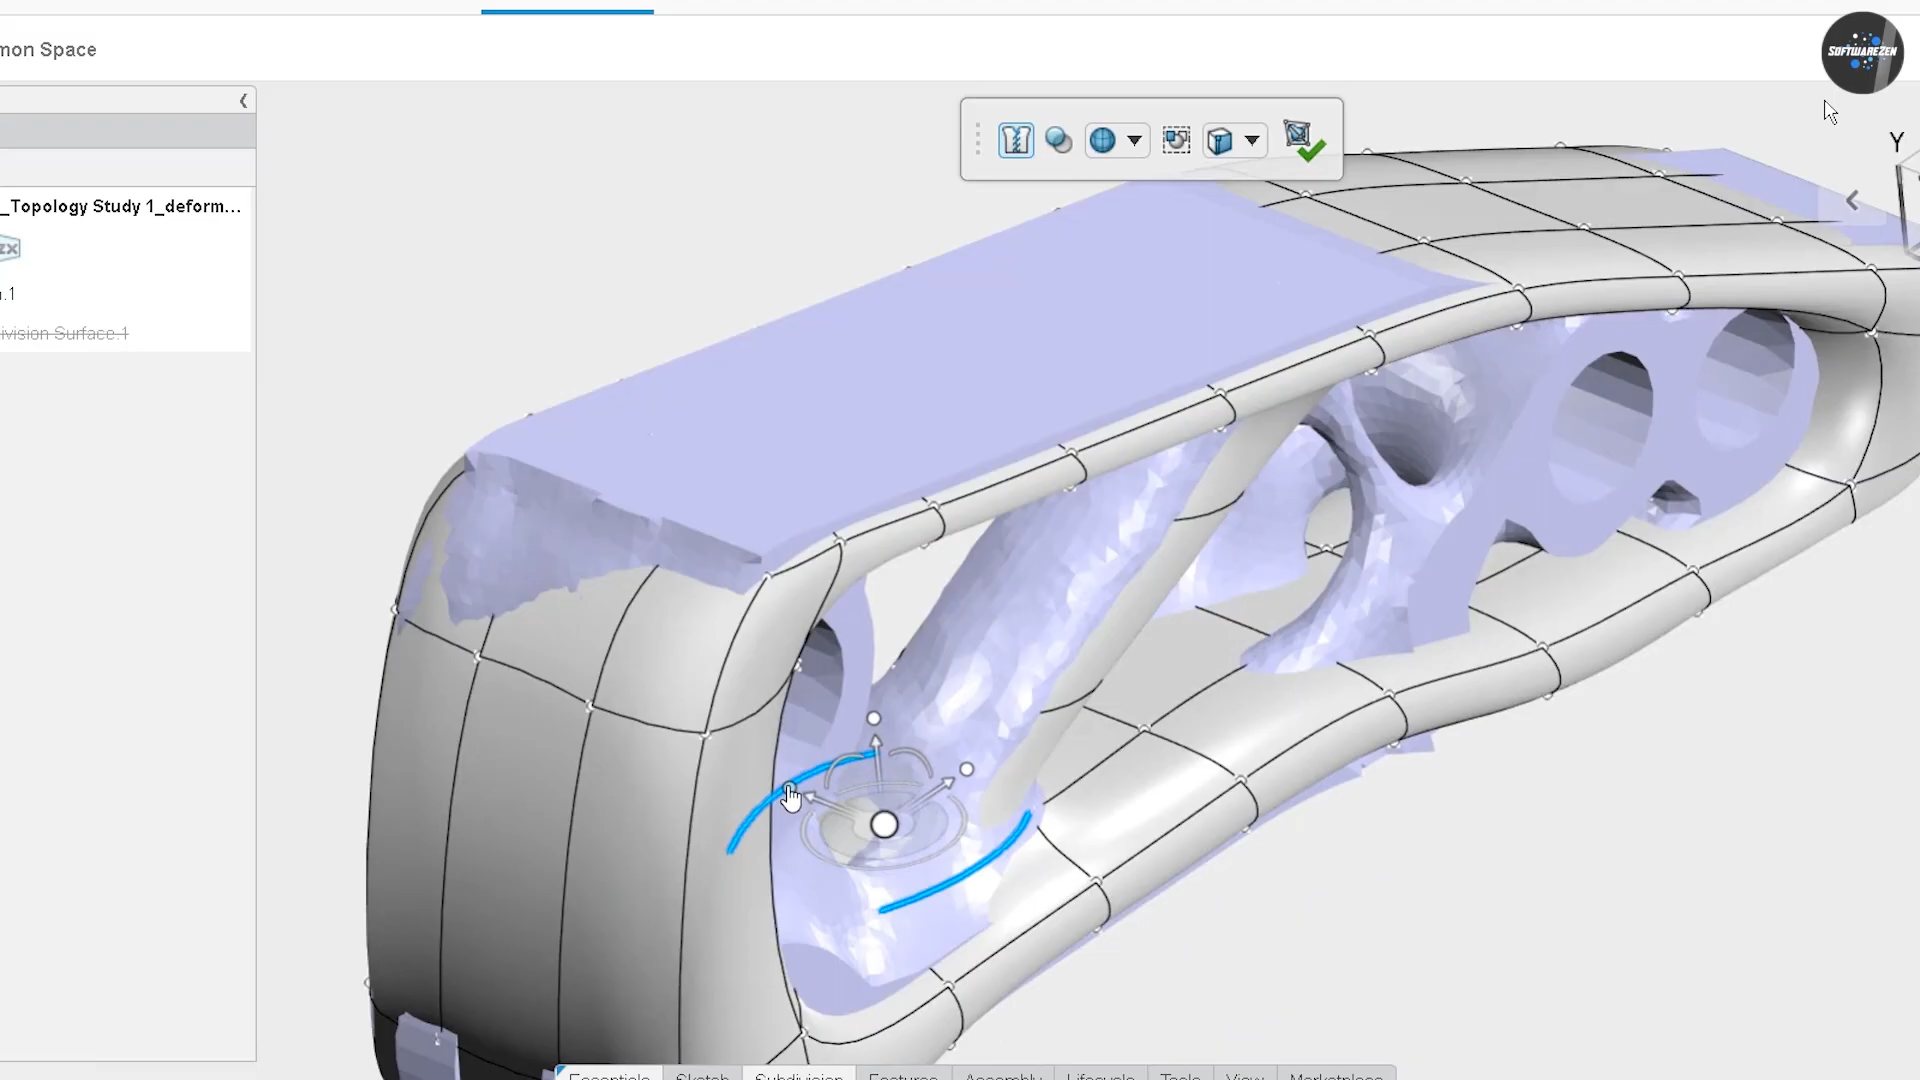 mon Space
SOFTWAREZEN
Y
_Topology Study 1_deform...
zx
.1
ivision Surface.1
Essentials Sketch Subdivision Features Assembly Lifecycle Tools View Marketplace